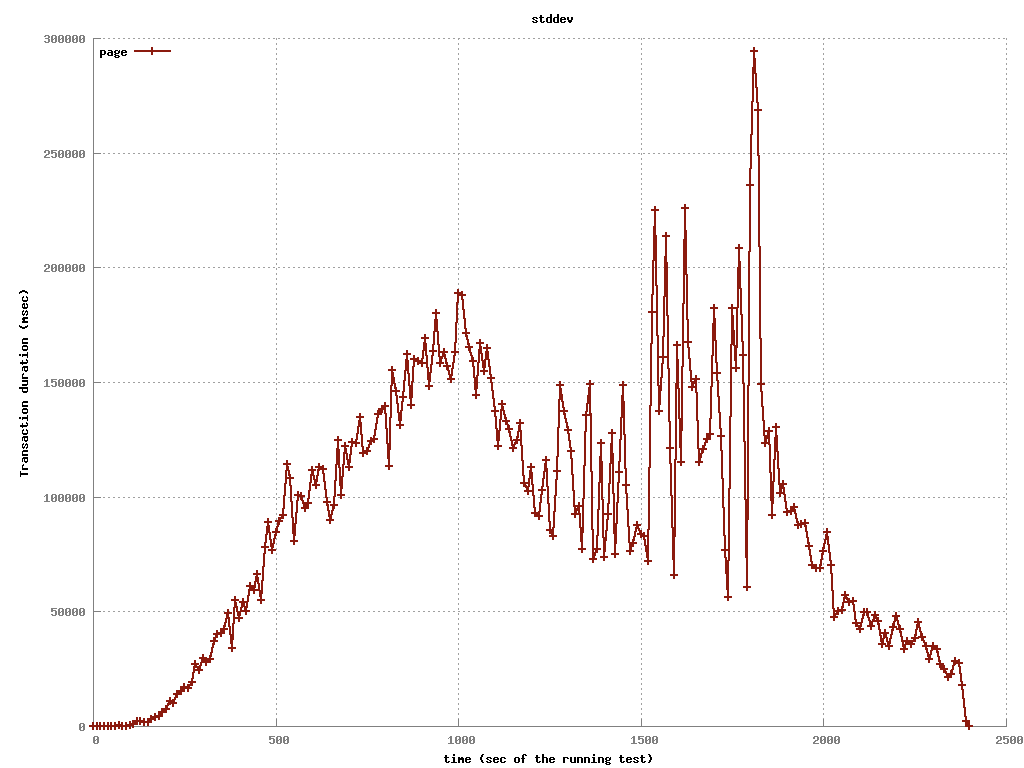 stddev
page
300000
250000
200000
150000
100000
50000
0
Transaction duration (msec)
0 500 1000 1500 2000 2500
time (sec of the running test)